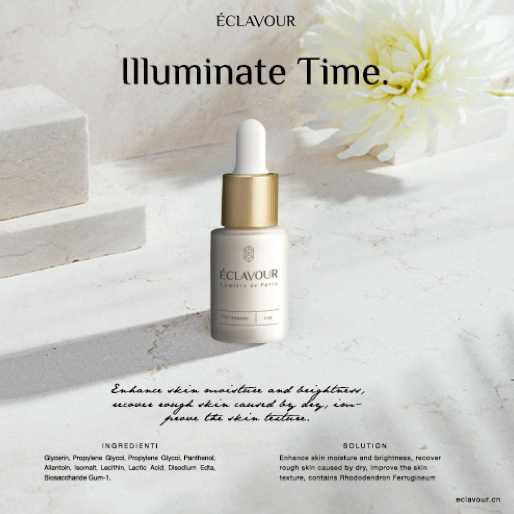 ÉCLAVOUR
Illuminate Time.
ÉCLAVOUR
Lumière de Paris
5 ml
Enhance skin moisture and brightness,
recover rough skin caused by dry, im-
prove the skin texture.
INGREDIENTI
Glycerin, Propylene Glycol, Propylene Glycol, Panthenol,
Allantoin, Isomalt, Lecithin, Lactic Acid, Disodium Edta,
Biosaccharide Gum-1.
SOLUTION
Enhance skin moisture and brightness, recover
rough skin caused by dry, improve the skin
texture, contains Rhododendron Ferrugineum
eclavour.cn